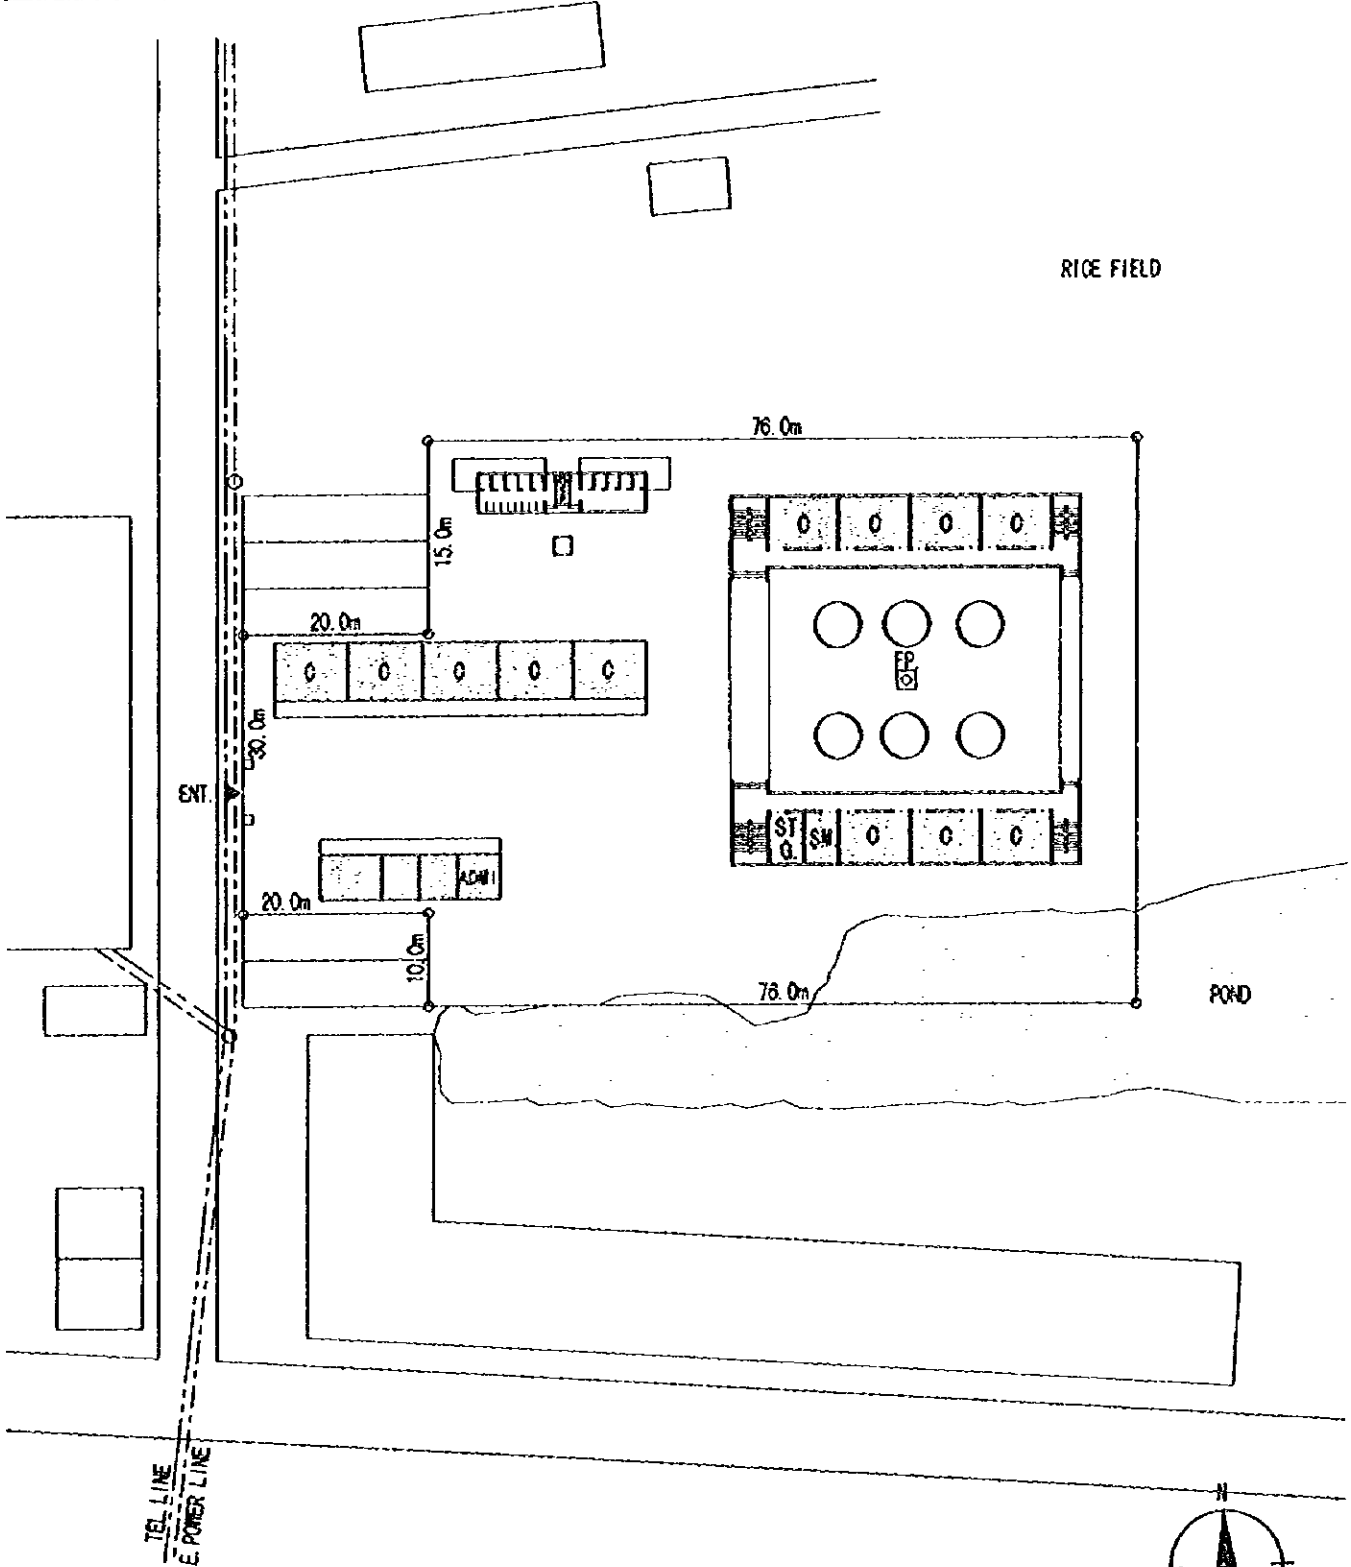 RICE FIELD
76.0m
15.0m
C C C C
20.0m
FP
C C C C C
30.0m
ENT.
ST
G.
SM C C C
ADMI
20.0m
10.0m
76.0m
POND
TEL LINE
E. POWER LINE
N